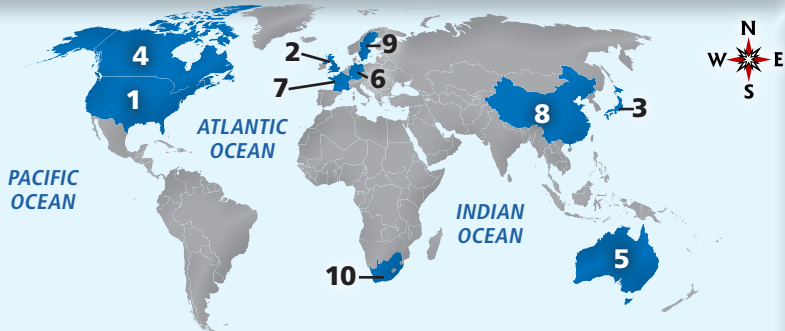 N
W E
S
4
1
2
9
7
6
8
3
ATLANTIC
OCEAN
PACIFIC
OCEAN
INDIAN
OCEAN
5
10